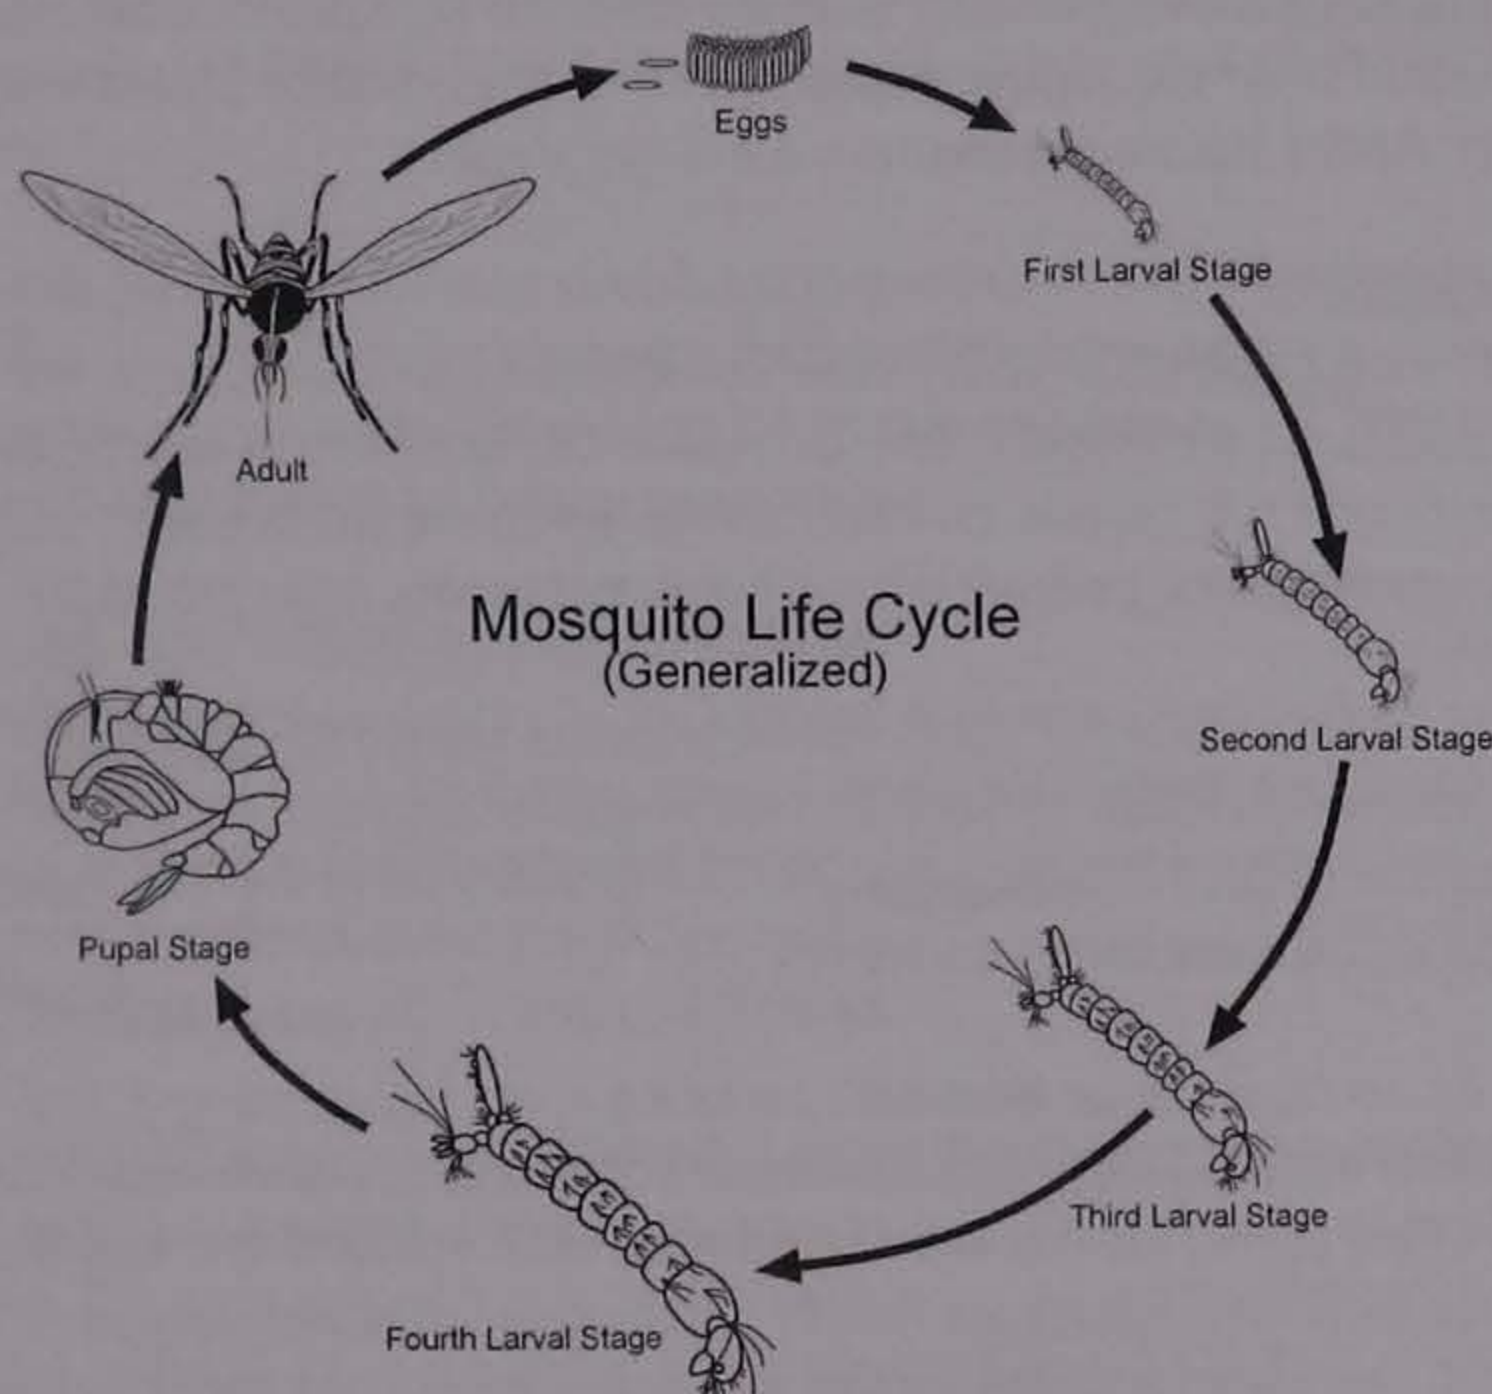 Eggs
First Larval Stage
Adult
Mosquito Life Cycle
(Generalized)
Second Larval Stage
Pupal Stage
Third Larval Stage
Fourth Larval Stage